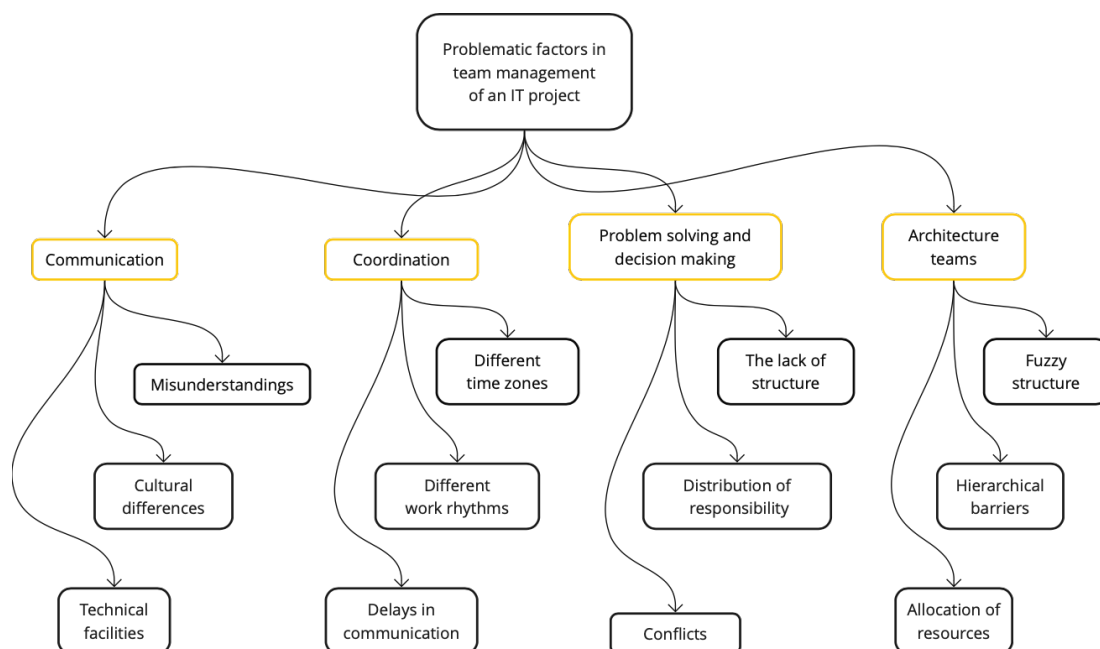 Problematic factors in
team management
of an IT project
Communication
Coordination
Problem solving and
decision making
Architecture
teams
Misunderstandings
Different
time zones
The lack of
structure
Fuzzy
structure
Cultural
differences
Different
work rhythms
Distribution of
responsibility
Hierarchical
barriers
Technical
facilities
Delays in
communication
Conflicts
Allocation of
resources